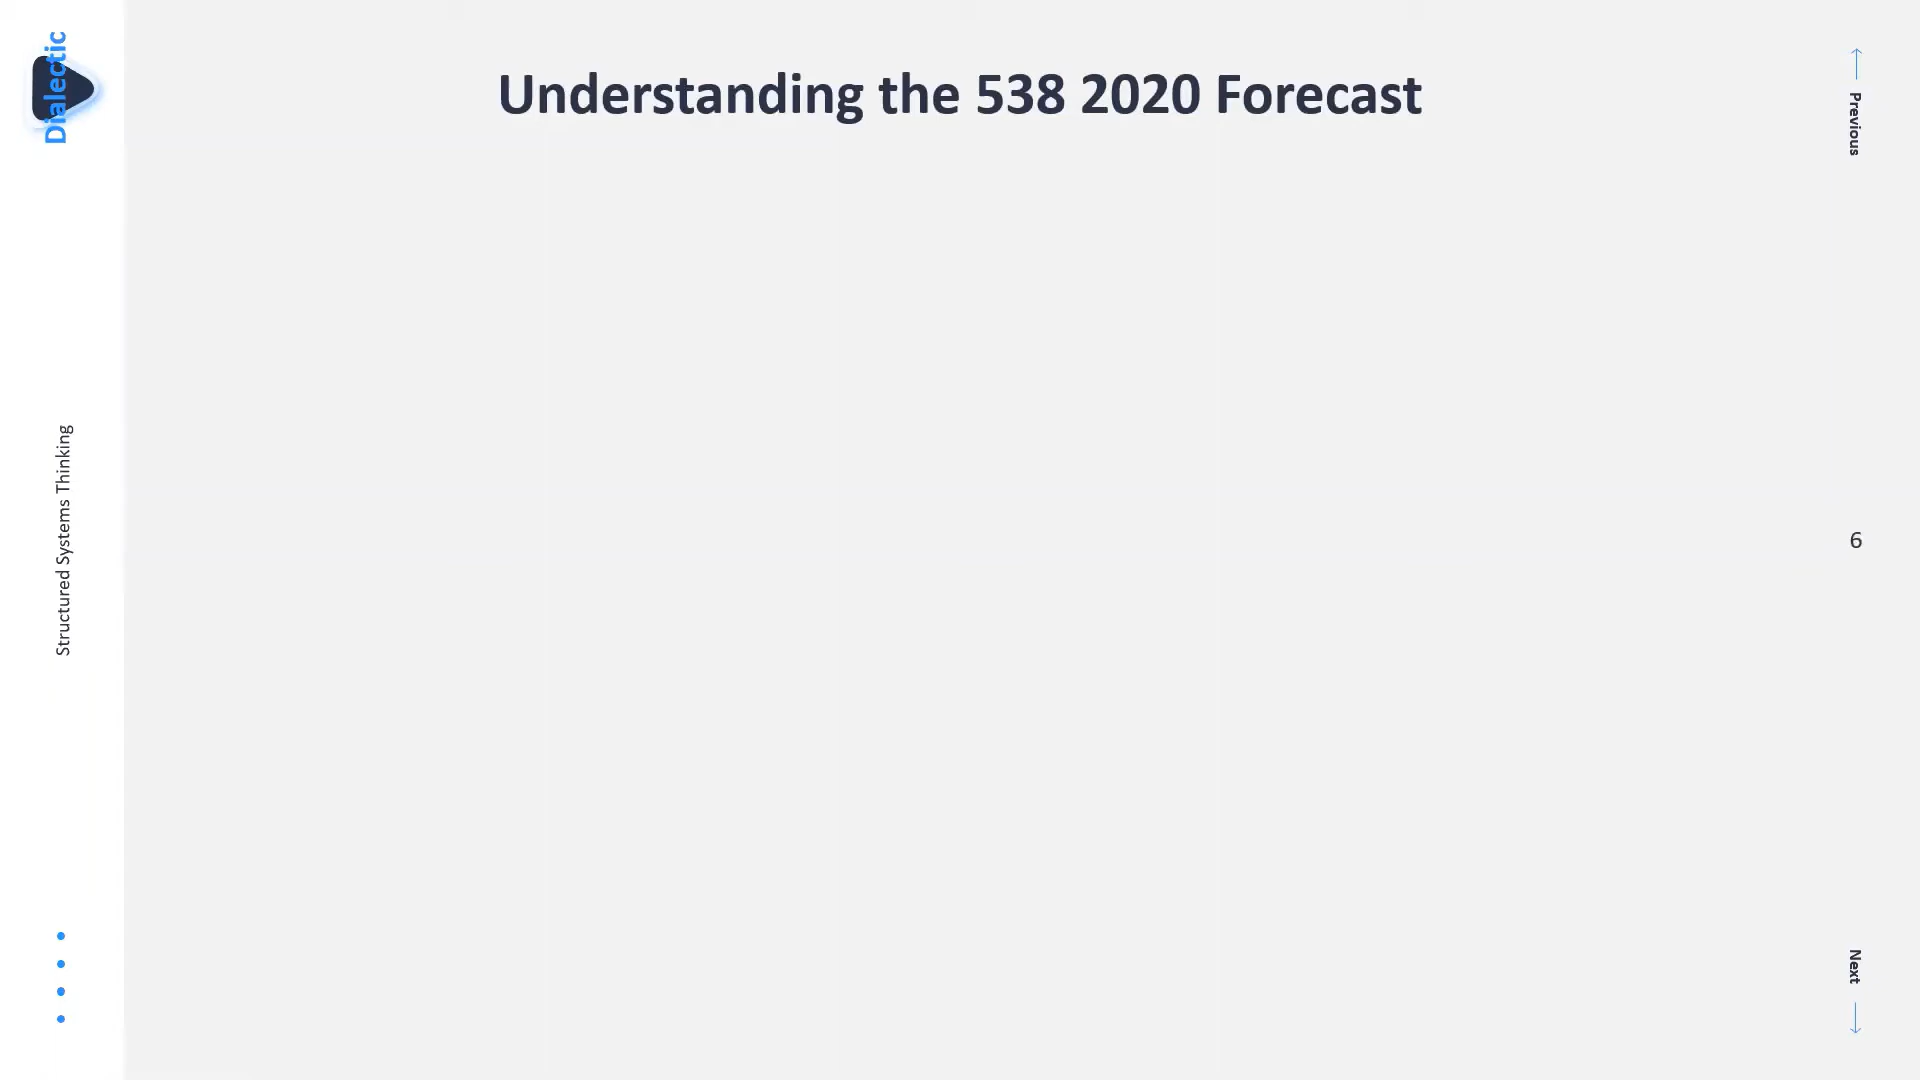 Dialectic
Structured Systems Thinking
Understanding the 538 2020 Forecast
Previous
6
Next